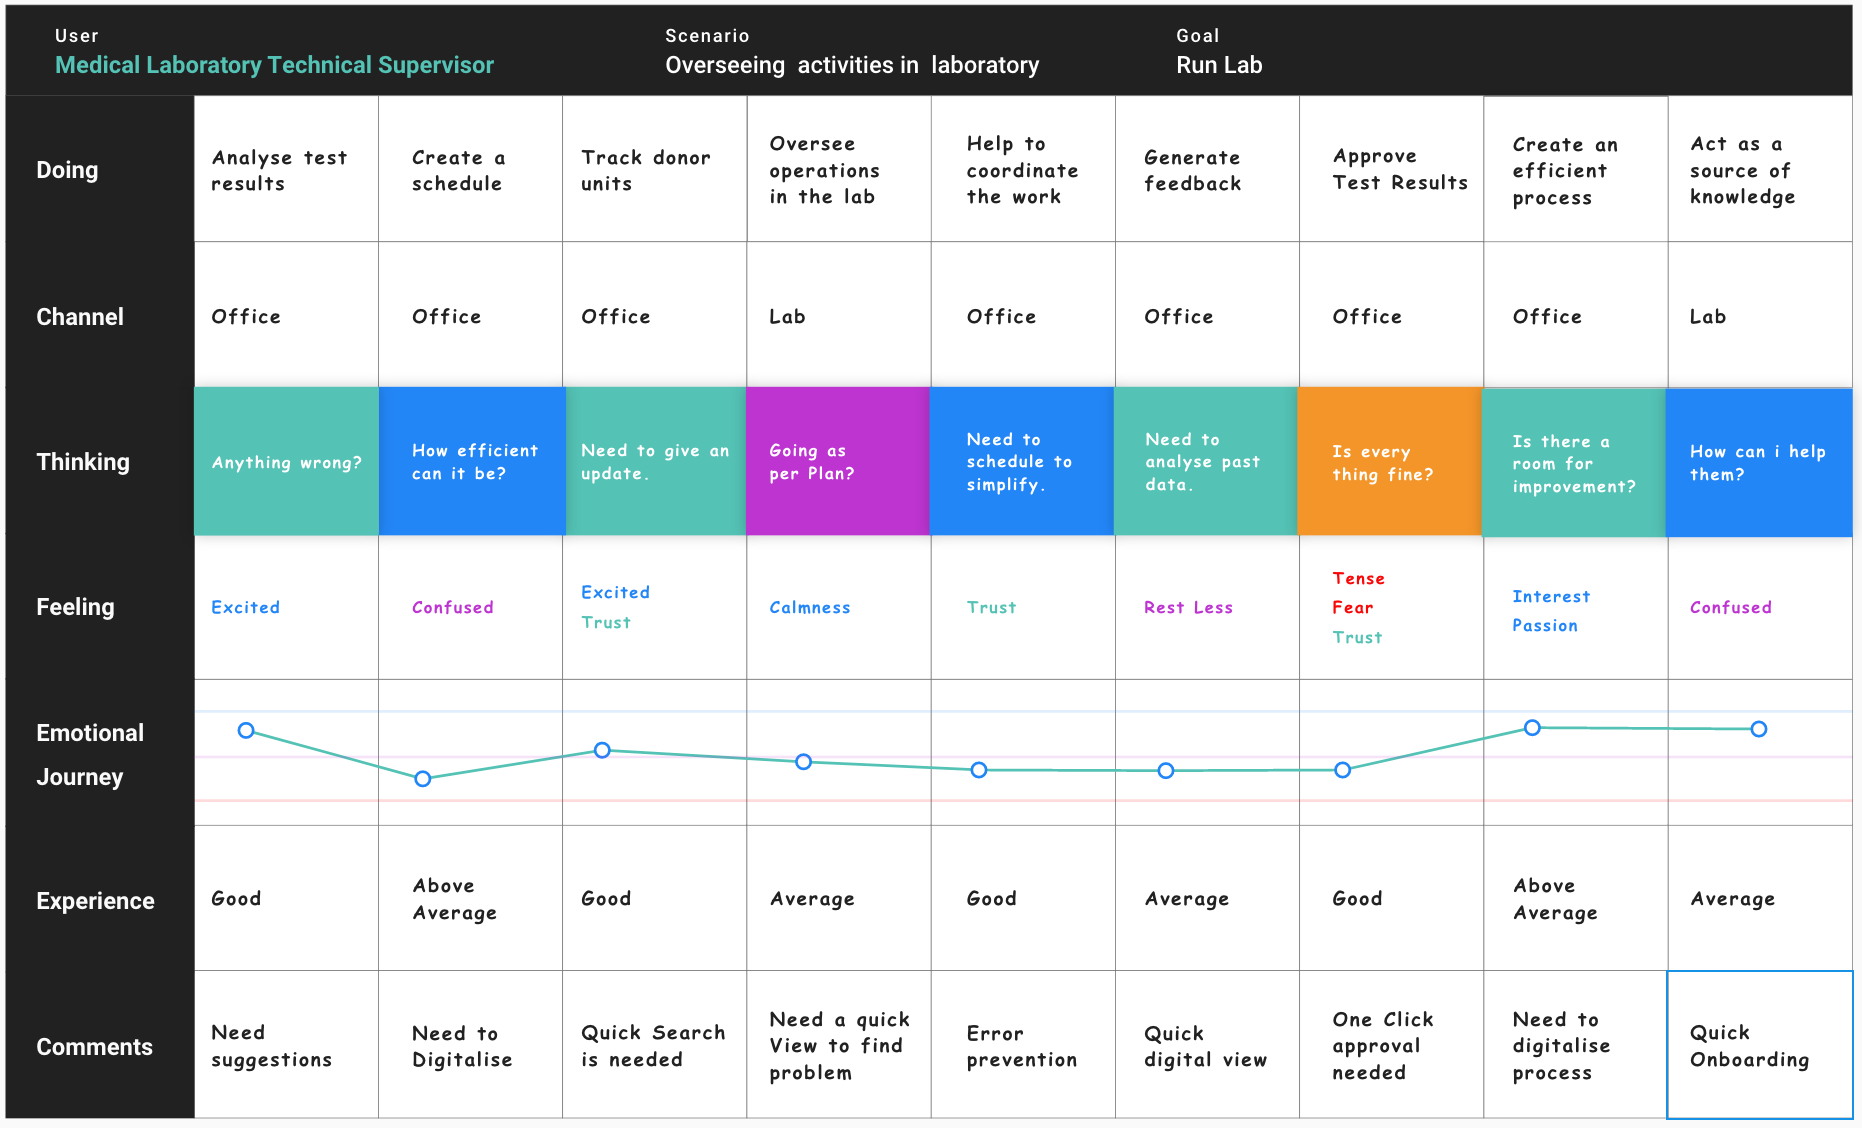 User
Medical Laboratory Technical Supervisor
Scenario
Overseeing activities in laboratory
Goal
Run Lab
Doing
Analyse test
results
Create a
schedule
Track donor
units
Oversee
operations
in the lab
Help to
coordinate
the work
Generate
feedback
Approve
Test Results
Create an
efficient
process
Act as a
source of
knowledge
Channel
Office
Office
Office
Lab
Office
Office
Office
Office
Lab
Thinking
Anything wrong?
How efficient
can it be?
Need to give an
update.
Going as
per Plan?
Need to
schedule to
simplify.
Need to
analyse past
data.
Is every
thing fine?
Is there a
room for
improvement?
How can i help
them?
Feeling
Excited
Confused
Excited
Trust
Calmness
Trust
Rest Less
Tense
Fear
Trust
Interest
Passion
Confused
Emotional
Journey
Experience
Good
Above
Average
Good
Average
Good
Average
Good
Above
Average
Average
Comments
Need
suggestions
Need to
Digitalise
Quick Search
is needed
Need a quick
View to find
problem
Error
prevention
Quick
digital view
One Click
approval
needed
Need to
digitalise
process
Quick
Onboarding